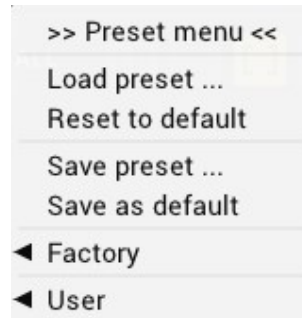 >> Preset menu <<
Load preset ...
Reset to default
Save preset ...
Save as default
◄ Factory
◄ User